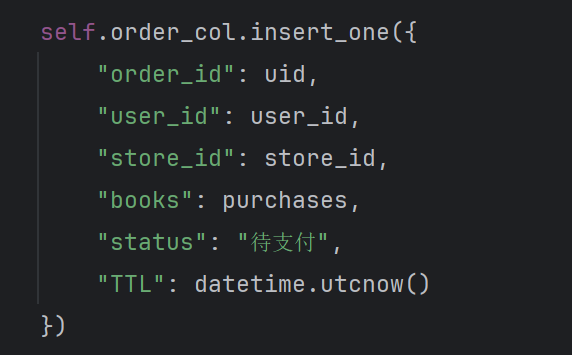 self.order_col.insert_one({
    "order_id": uid,
    "user_id": user_id,
    "store_id": store_id,
    "books": purchases,
    "status": "待支付",
    "TTL": datetime.utcnow()
})